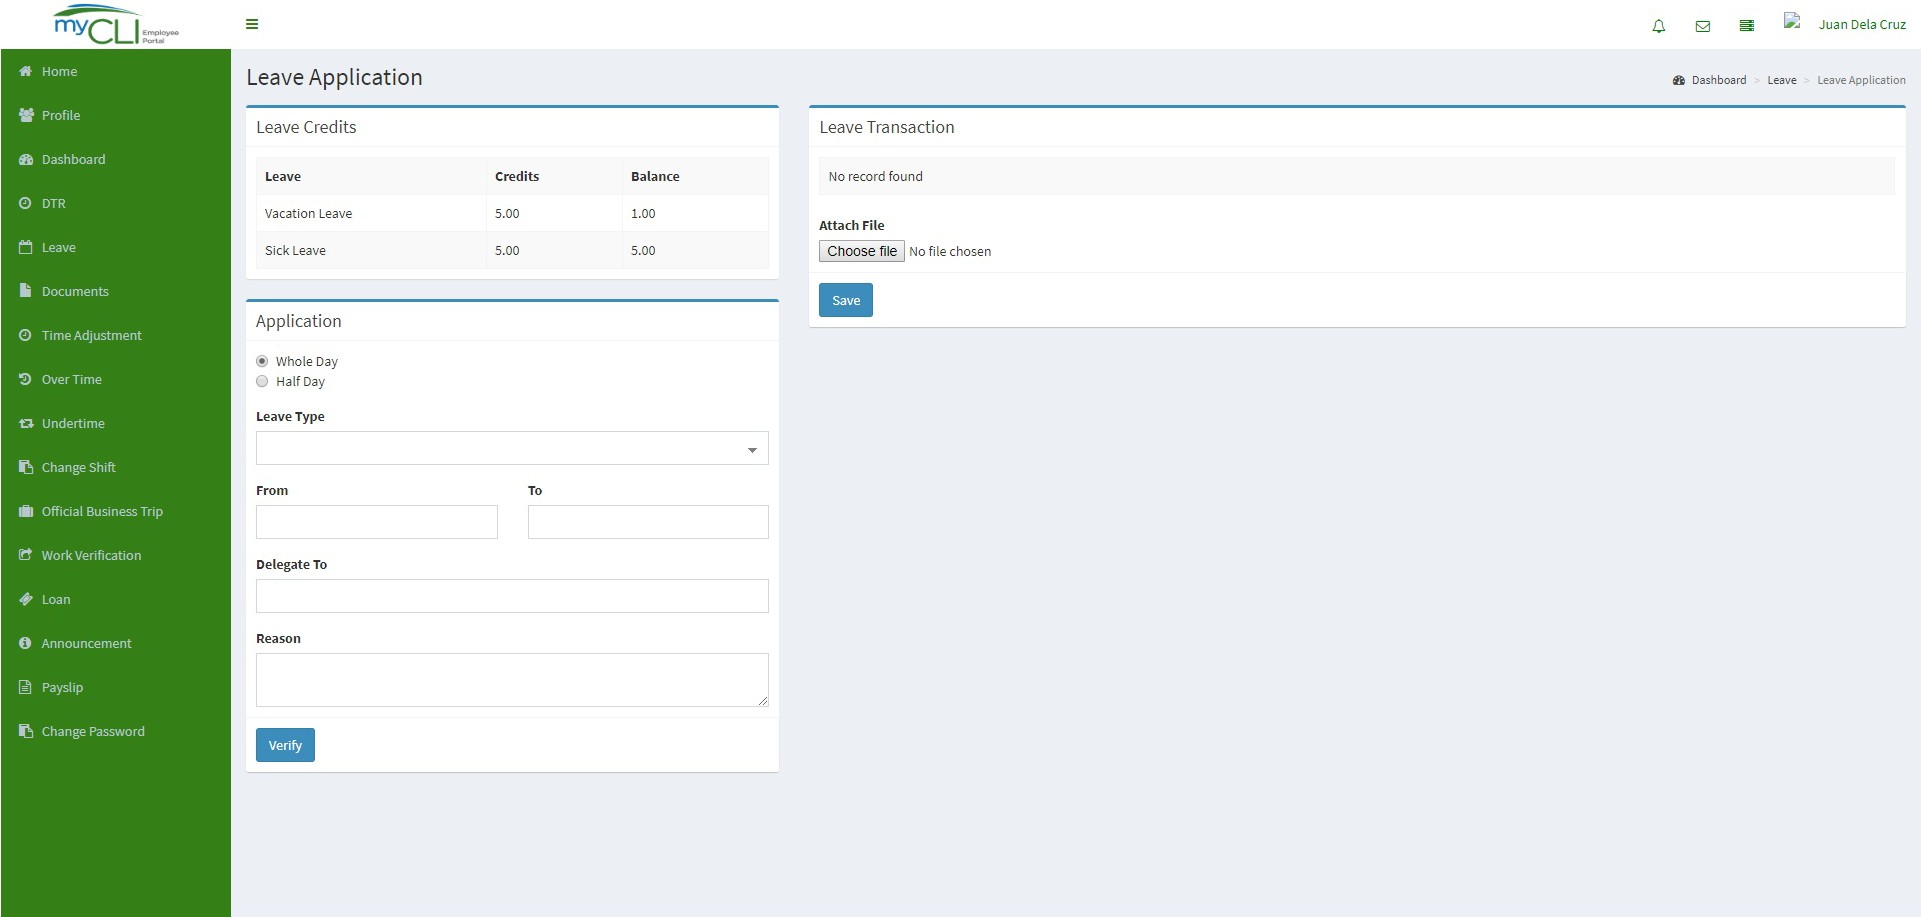 myCLI Employee Portal
Juan Dela Cruz
Home
Profile
Dashboard
DTR
Leave
Documents
Time Adjustment
Over Time
Undertime
Change Shift
Official Business Trip
Work Verification
Loan
Announcement
Payslip
Change Password
Leave Application
Dashboard > Leave > Leave Application
Leave Credits
Leave Credits Balance
Vacation Leave 5.00 1.00
Sick Leave 5.00 5.00
Application
Whole Day
Half Day
Leave Type
From To
Delegate To
Reason
Verify
Leave Transaction
No record found
Attach File
Choose file No file chosen
Save